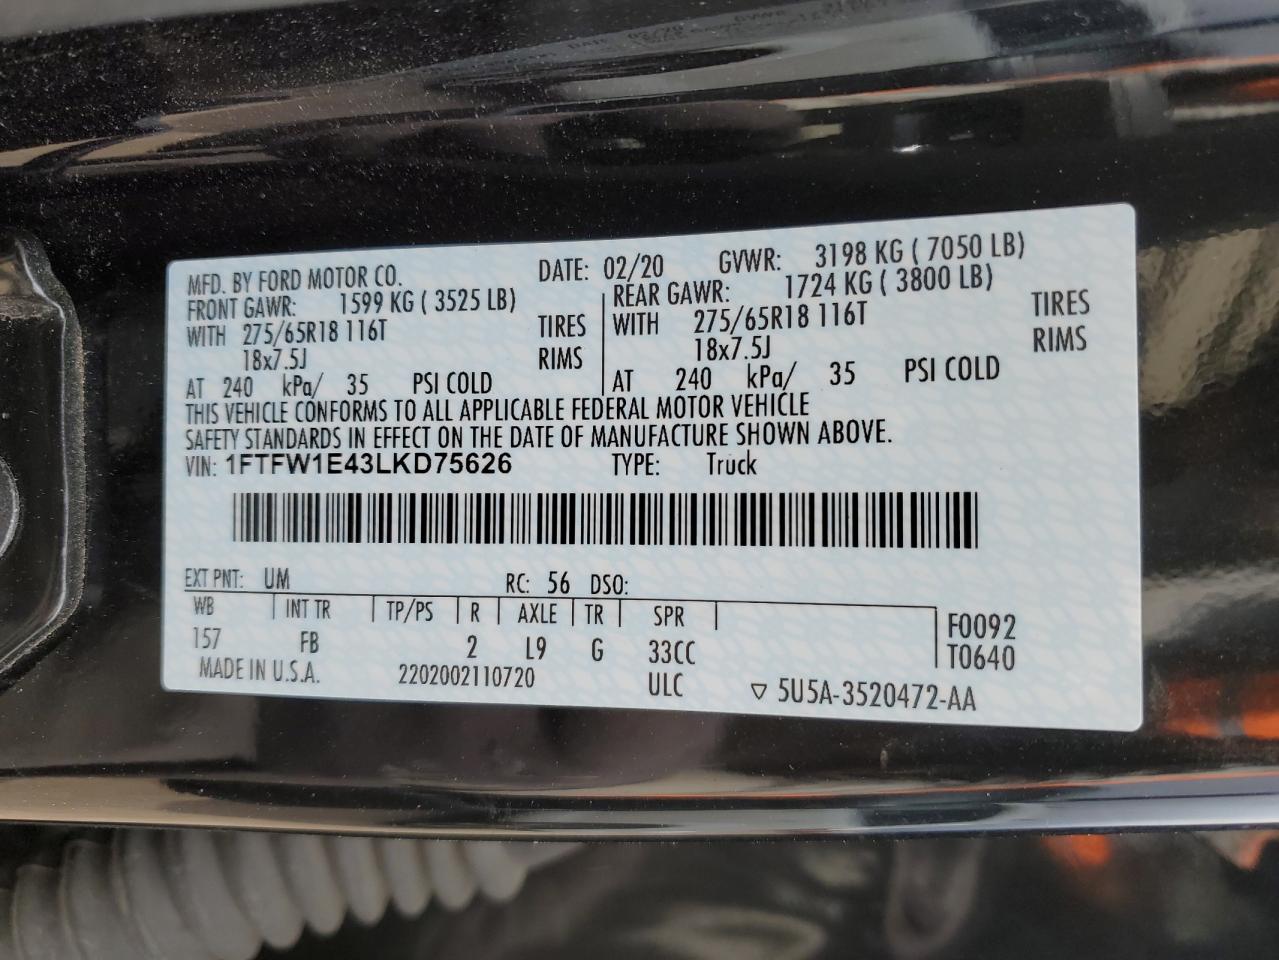 MFD. BY FORD MOTOR CO. DATE: 02/20 GVWR: 3198 KG ( 7050 LB)
FRONT GAWR: 1599 KG ( 3525 LB) REAR GAWR: 1724 KG ( 3800 LB)
WITH 275/65R18 116T TIRES WITH 275/65R18 116T TIRES
18x7.5J RIMS 18x7.5J RIMS
AT 240 kPa/ 35 PSI COLD AT 240 kPa/ 35 PSI COLD
THIS VEHICLE CONFORMS TO ALL APPLICABLE FEDERAL MOTOR VEHICLE
SAFETY STANDARDS IN EFFECT ON THE DATE OF MANUFACTURE SHOWN ABOVE.
VIN: 1FTFW1E43LKD75626 TYPE: Truck
EXT PNT: UM RC: 56 DSO:
WB INT TR TP/PS R AXLE TR SPR F0092
157 FB 2 L9 G 33CC T0640
MADE IN U.S.A. 2202002110720 ULC ▽ 5U5A-3520472-AA